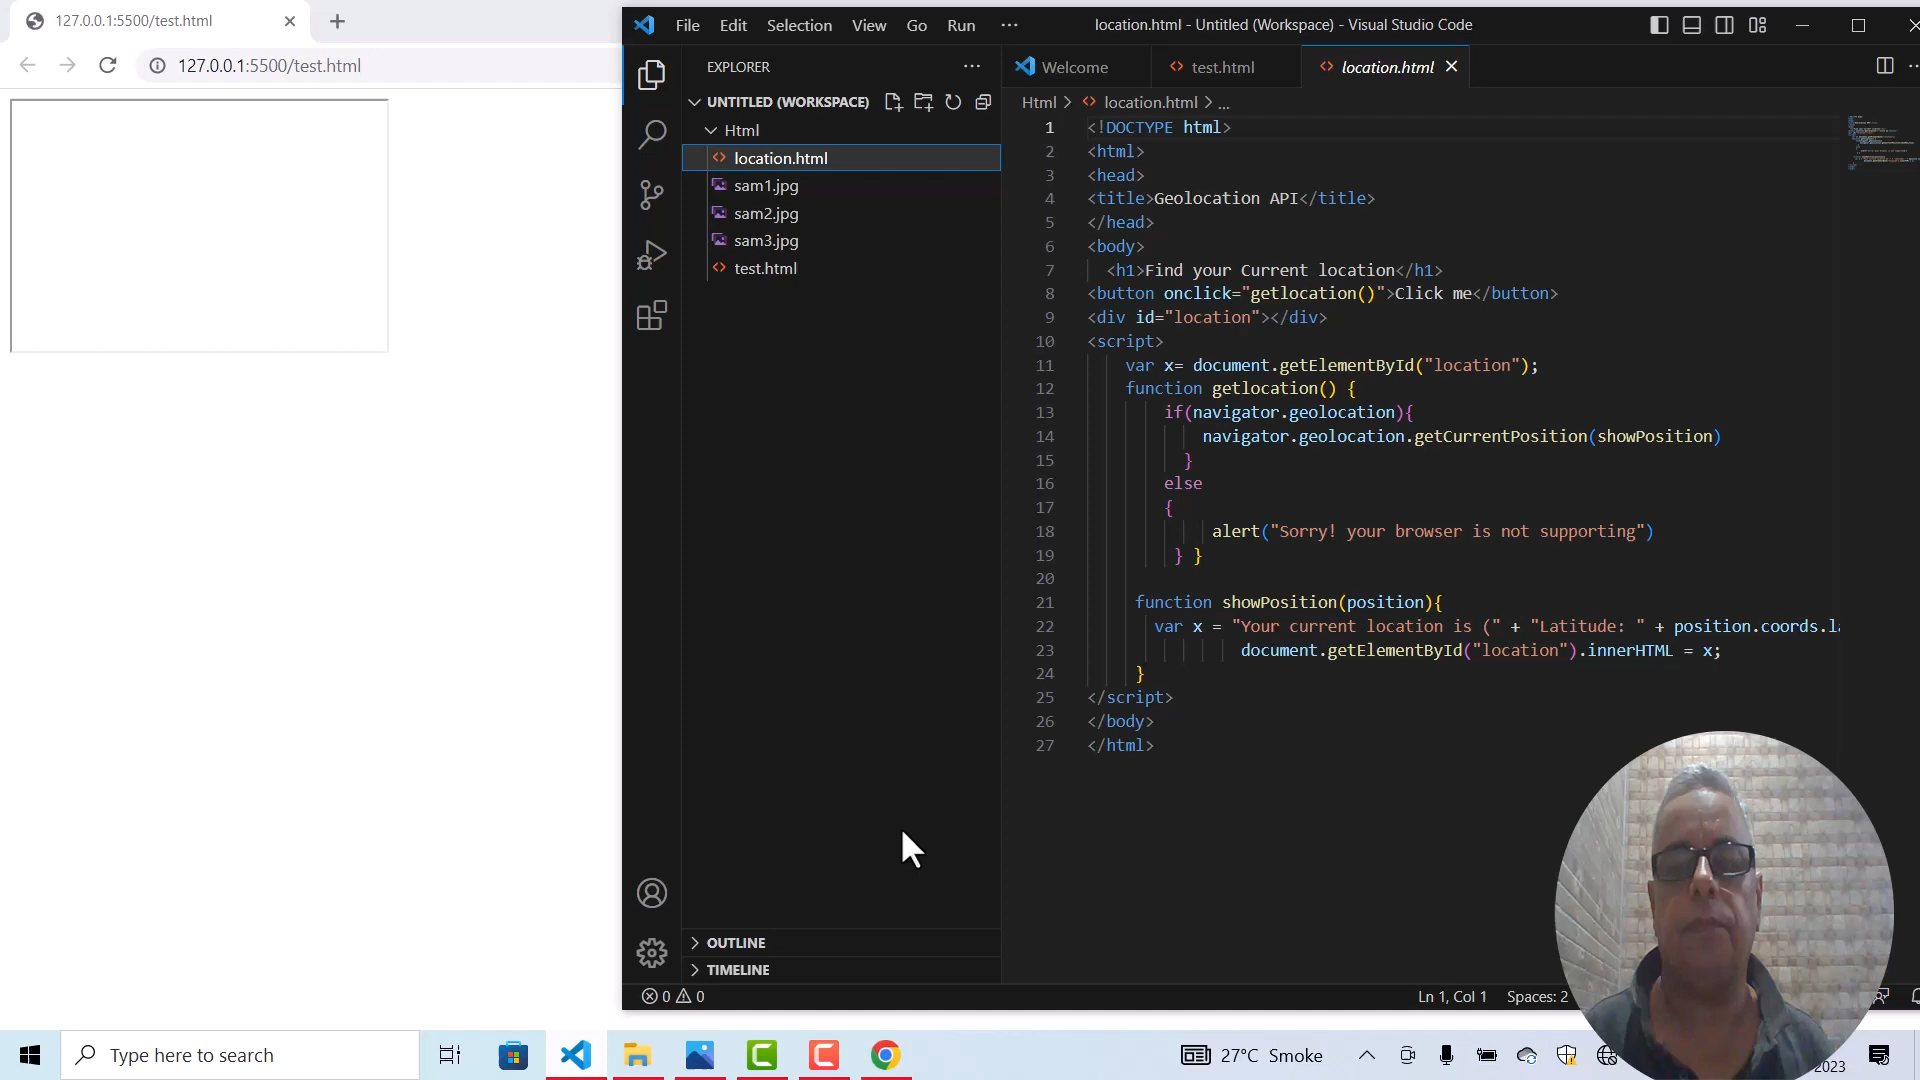 127.0.0.1:5500/test.html
127.0.0.1:5500/test.html
File Edit Selection View Go Run ··· location.html - Untitled (Workspace) - Visual Studio Code
EXPLORER
UNTITLED (WORKSPACE)
Html
location.html
sam1.jpg
sam2.jpg
sam3.jpg
test.html
OUTLINE
TIMELINE
Welcome test.html location.html
Html > location.html > ...
1 <!DOCTYPE html>
2 <html>
3 <head>
4 <title>Geolocation API</title>
5 </head>
6 <body>
7 <h1>Find your Current location</h1>
8 <button onclick="getlocation()">Click me</button>
9 <div id="location"></div>
10 <script>
11 var x= document.getElementById("location");
12 function getlocation() {
13 if(navigator.geolocation){
14 navigator.geolocation.getCurrentPosition(showPosition)
15 }
16 else
17 {
18 alert("Sorry! your browser is not supporting")
19 } }
20
21 function showPosition(position){
22 var x = "Your current location is (" + "Latitude: " + position.coords.la
23 document.getElementById("location").innerHTML = x;
24 }
25 </script>
26 </body>
27 </html>
0 0 Ln 1, Col 1 Spaces: 2
Type here to search 27°C Smoke 2023